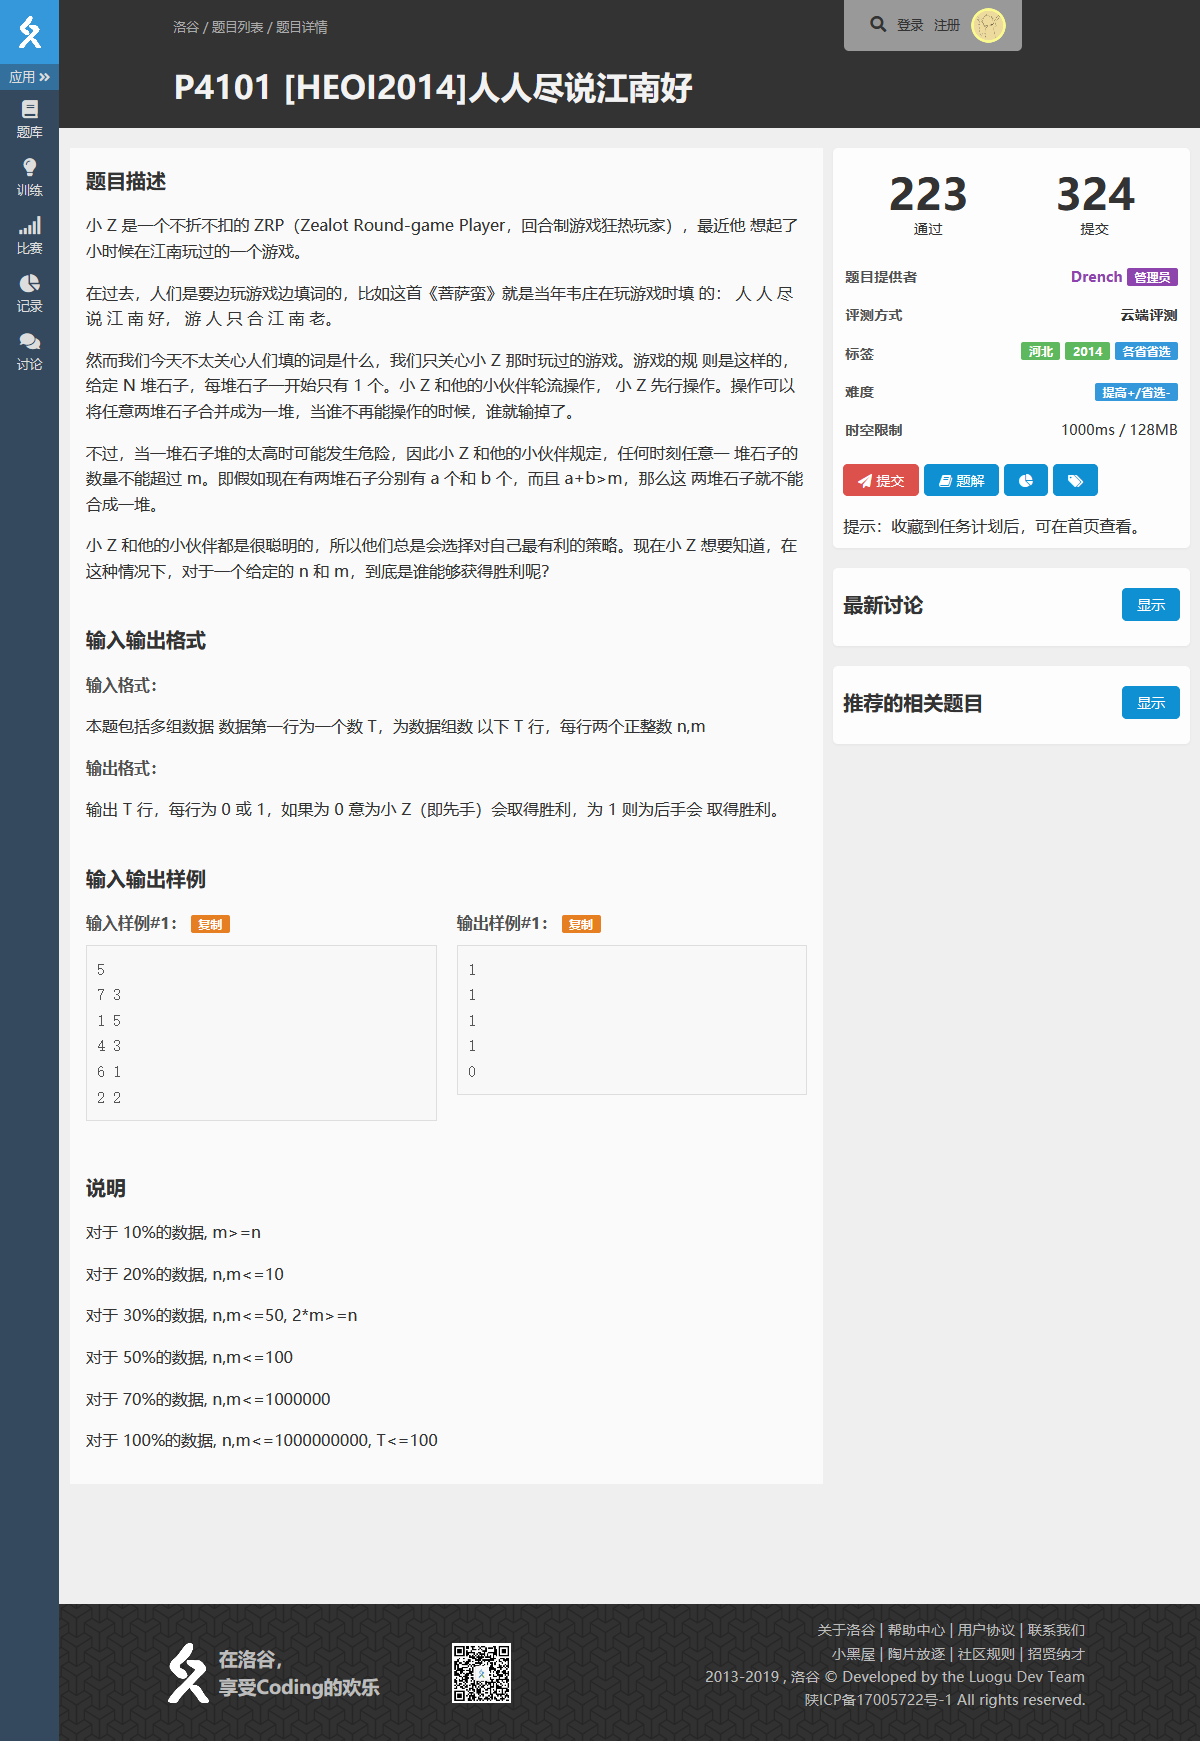 洛谷 / 题目列表 / 题目详情
登录 注册
P4101 [HEOI2014]人人尽说江南好
应用
题库
训练
比赛
记录
讨论
题目描述
小 Z 是一个不折不扣的 ZRP（Zealot Round-game Player，回合制游戏狂热玩家），最近他 想起了
小时候在江南玩过的一个游戏。
在过去，人们是要边玩游戏边填词的，比如这首《菩萨蛮》就是当年韦庄在玩游戏时填 的： 人 人 尽
说 江 南 好， 游 人 只 合 江 南 老。
然而我们今天不太关心人们填的词是什么，我们只关心小 Z 那时玩过的游戏。游戏的规 则是这样的，
给定 N 堆石子，每堆石子一开始只有 1 个。小 Z 和他的小伙伴轮流操作， 小 Z 先行操作。操作可以
将任意两堆石子合并成为一堆，当谁不再能操作的时候，谁就输掉了。
不过，当一堆石子堆的太高时可能发生危险，因此小 Z 和他的小伙伴规定，任何时刻任意一 堆石子的
数量不能超过 m。即假如现在有两堆石子分别有 a 个和 b 个，而且 a+b>m，那么这 两堆石子就不能
合成一堆。
小 Z 和他的小伙伴都是很聪明的，所以他们总是会选择对自己最有利的策略。现在小 Z 想要知道，在
这种情况下，对于一个给定的 n 和 m，到底是谁能够获得胜利呢？
输入输出格式
输入格式：
本题包括多组数据 数据第一行为一个数 T，为数据组数 以下 T 行，每行两个正整数 n,m
输出格式：
输出 T 行，每行为 0 或 1，如果为 0 意为小 Z（即先手）会取得胜利，为 1 则为后手会 取得胜利。
输入输出样例
输入样例#1： 复制
5
7 3
1 5
4 3
6 1
2 2
输出样例#1： 复制
1
1
1
1
0
说明
对于 10%的数据, m>=n
对于 20%的数据, n,m<=10
对于 30%的数据, n,m<=50, 2*m>=n
对于 50%的数据, n,m<=100
对于 70%的数据, n,m<=1000000
对于 100%的数据, n,m<=1000000000, T<=100
223 324
通过 提交
题目提供者 Drench 管理员
评测方式 云端评测
标签 河北 2014 各省省选
难度 提高+/省选-
时空限制 1000ms / 128MB
提交 题解
提示：收藏到任务计划后，可在首页查看。
最新讨论 显示
推荐的相关题目 显示
在洛谷，
享受Coding的欢乐
关于洛谷 | 帮助中心 | 用户协议 | 联系我们
小黑屋 | 陶片放逐 | 社区规则 | 招贤纳才
2013-2019 , 洛谷 © Developed by the Luogu Dev Team
陕ICP备17005722号-1 All rights reserved.